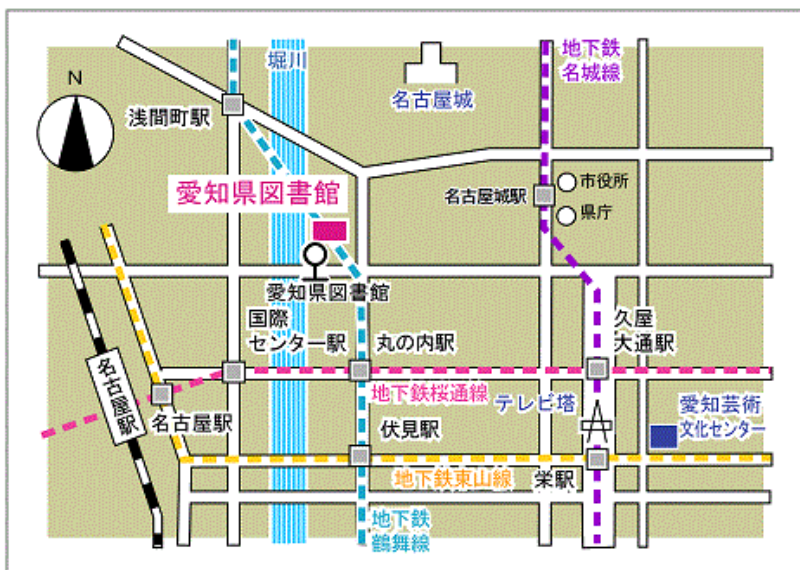 地下鉄
名城線
堀川
N
名古屋城
浅間町駅
愛知県図書館
名古屋城駅
市役所
県庁
愛知県図書館
国際
センター駅
丸の内駅
久屋
大通駅
名古屋駅
地下鉄桜通線
テレビ塔
愛知芸術
文化センター
名古屋駅
伏見駅
地下鉄東山線
栄駅
地下鉄
鶴舞線